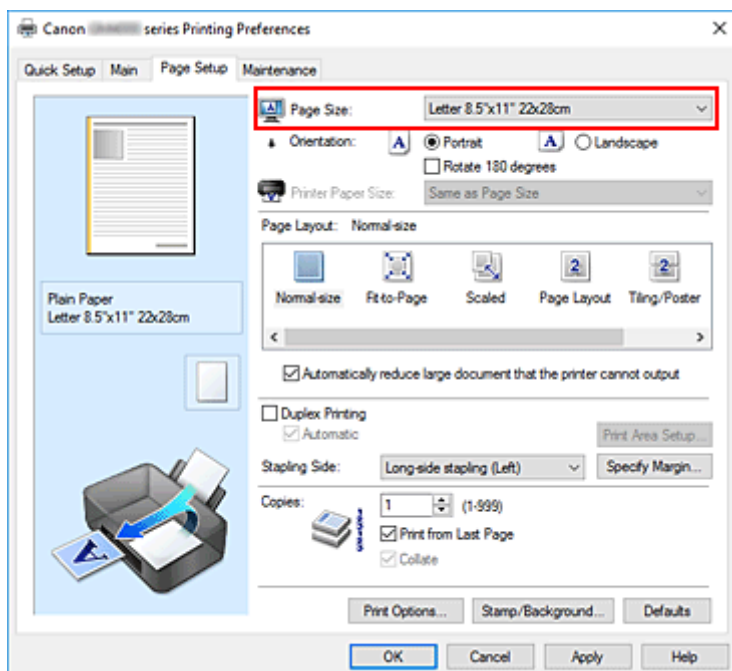 Canon series Printing Preferences
Quick Setup Main Page Setup Maintenance
Page Size: Letter 8.5"x11" 22x28cm
Orientation: A Portrait A Landscape
Rotate 180 degrees
Printer Paper Size: Same as Page Size
Page Layout: Normal-size
Normal-size Fit-to-Page Scaled Page Layout Tiling/Poster
Plain Paper
Letter 8.5"x11" 22x28cm
Automatically reduce large document that the printer cannot output
Duplex Printing
Automatic
Print Area Setup...
Stapling Side: Long-side stapling (Left) Specify Margin...
Copies: 1 (1-999)
Print from Last Page
Collate
Print Options... Stamp/Background... Defaults
OK Cancel Apply Help